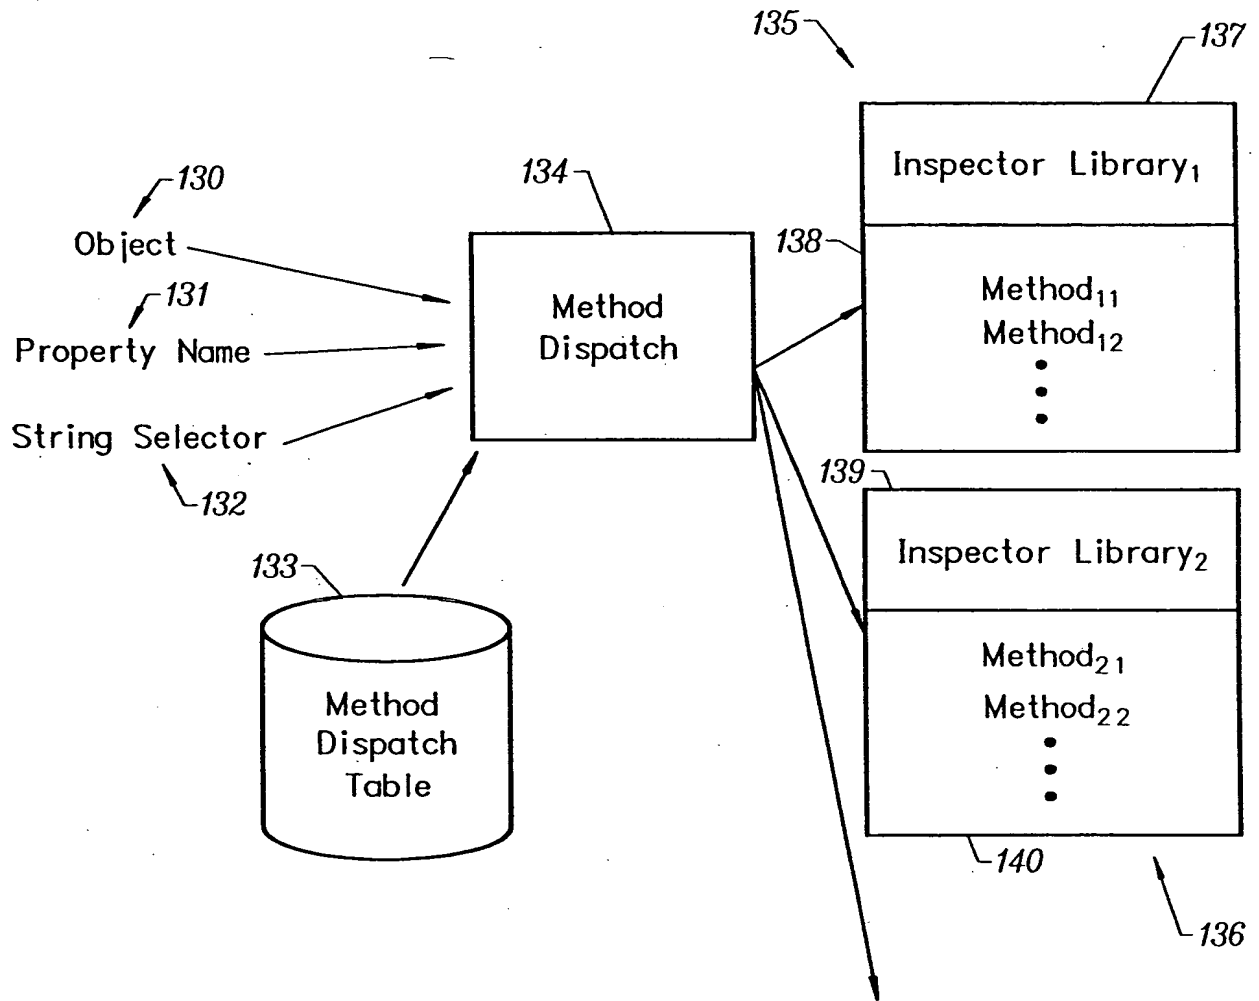 135
137
Inspector Library₁
130
134
Object
138
131
Method
Dispatch
Method₁₁
Method₁₂
Property Name
String Selector
132
139
Inspector Library₂
133
Method₂₁
Method₂₂
Method
Dispatch
Table
140
136